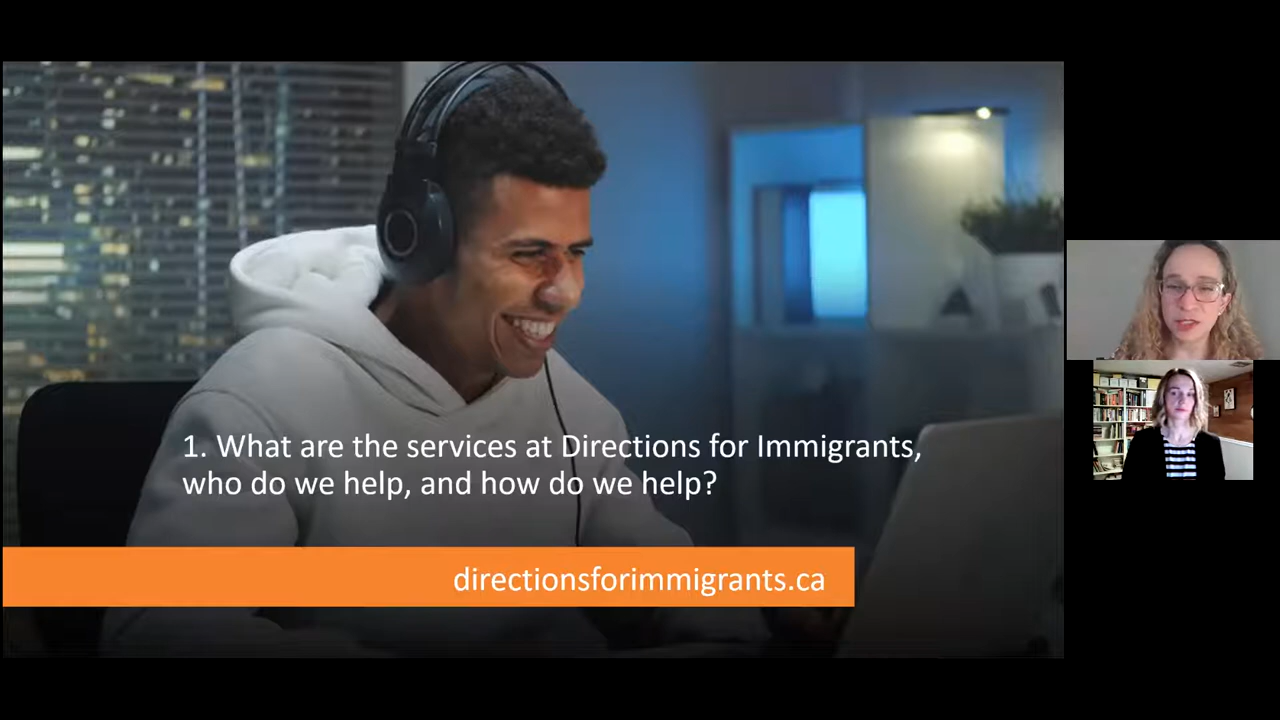 1. What are the services at Directions for Immigrants,
who do we help, and how do we help?
directionsforimmigrants.ca